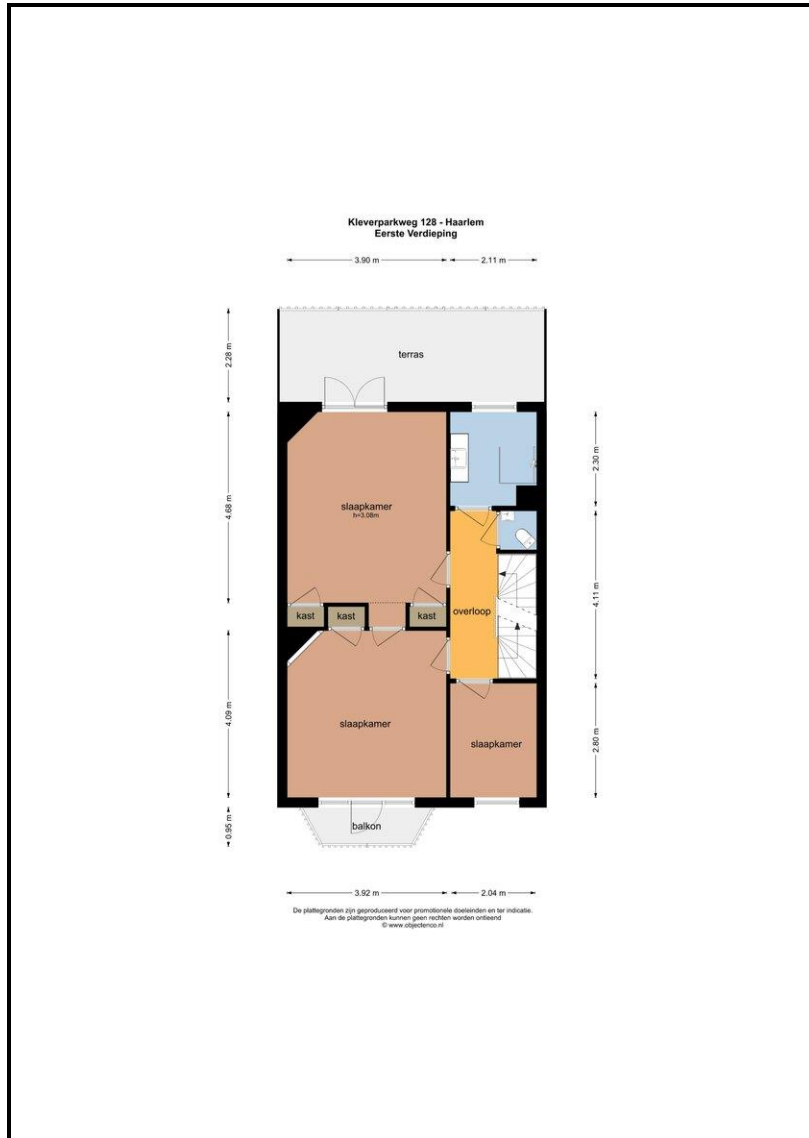 Kleverparkweg 128 - Haarlem
Eerste Verdieping
3.90 m
2.11 m
2.28 m
terras
4.68 m
2.30 m
slaapkamer
h=3.08m
4.11 m
overloop
kast
kast
kast
4.09 m
slaapkamer
slaapkamer
2.80 m
0.95 m
balkon
3.92 m
2.04 m
De plattegronden zijn geproduceerd voor promotionele doeleinden en ter indicatie.
Aan de plattegronden kunnen geen rechten worden ontleend
© www.objectenco.nl